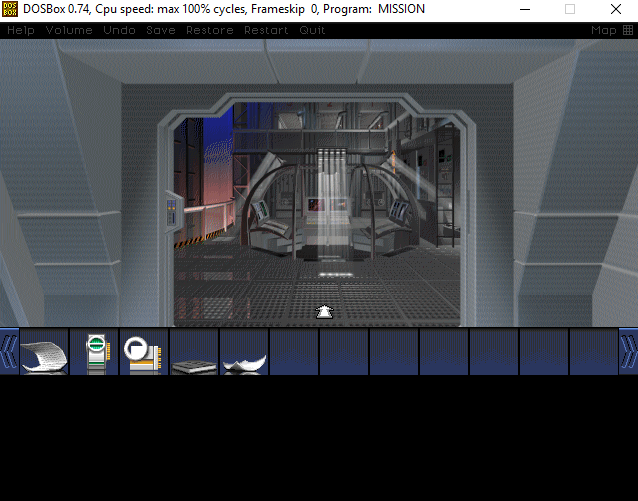 DOSBox 0.74, Cpu speed: max 100% cycles, Frameskip 0, Program: MISSION
Help Volume Undo Save Restore Restart Quit Map